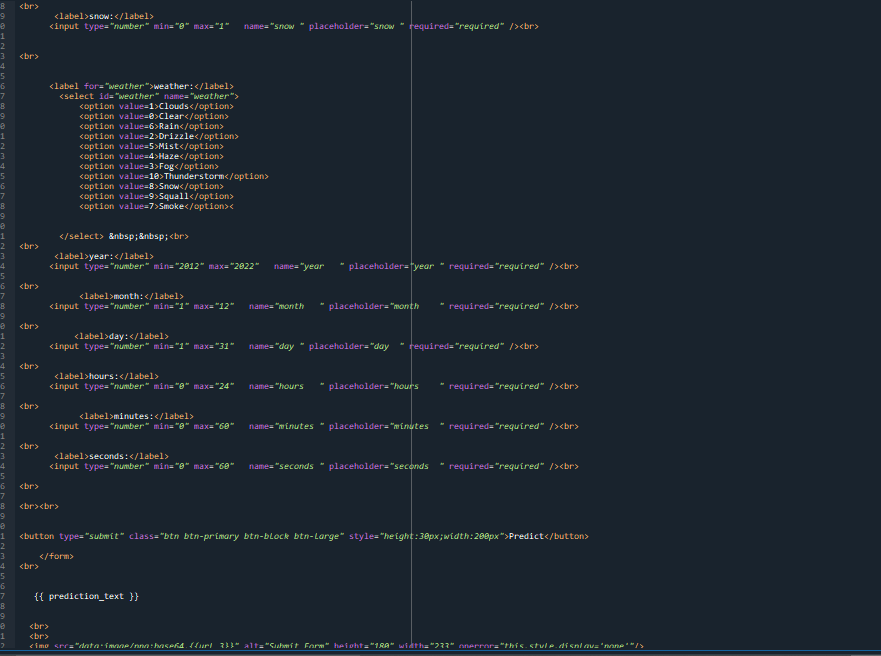 <br>
<label>snow:</label>
<input type="number" min="0" max="1"   name="snow " placeholder="snow " required="required" /><br>
<br>
<label for="weather">weather:</label>
<select id="weather" name="weather">
<option value=1>Clouds</option>
<option value=0>Clear</option>
<option value=6>Rain</option>
<option value=2>Drizzle</option>
<option value=5>Mist</option>
<option value=4>Haze</option>
<option value=3>Fog</option>
<option value=10>Thunderstorm</option>
<option value=8>Snow</option>
<option value=9>Squall</option>
<option value=7>Smoke</option><
</select> &nbsp;&nbsp;<br>
<br>
<label>year:</label>
<input type="number" min="2012" max="2022"   name="year   " placeholder="year " required="required" /><br>
<br>
<label>month:</label>
<input type="number" min="1" max="12"   name="month   " placeholder="month    " required="required" /><br>
<br>
<label>day:</label>
<input type="number" min="1" max="31"   name="day " placeholder="day  " required="required" /><br>
<br>
<label>hours:</label>
<input type="number" min="0" max="24"   name="hours   " placeholder="hours    " required="required" /><br>
<br>
<label>minutes:</label>
<input type="number" min="0" max="60"   name="minutes " placeholder="minutes  " required="required" /><br>
<br>
<label>seconds:</label>
<input type="number" min="0" max="60"   name="seconds " placeholder="seconds  " required="required" /><br>
<br>
<br><br>
<button type="submit" class="btn btn-primary btn-block btn-large" style="height:30px;width:200px">Predict</button>
</form>
<br>
{{ prediction_text }}
<br>
<br>
<img src="data:image/png;base64,{{url_3}}" alt="Submit Form" height="180" width="233" onerror="this.style.display='none'"/>